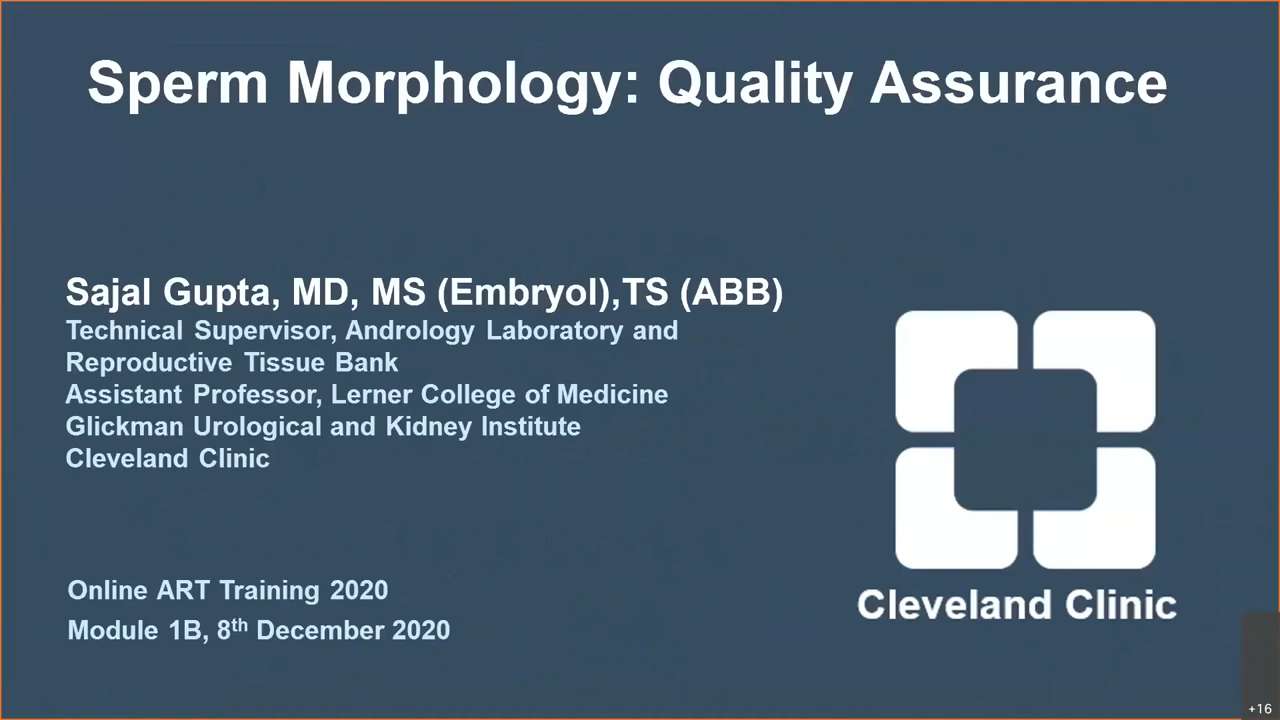 Sperm Morphology: Quality Assurance
Sajal Gupta, MD, MS (Embryol),TS (ABB)
Technical Supervisor, Andrology Laboratory and
Reproductive Tissue Bank
Assistant Professor, Lerner College of Medicine
Glickman Urological and Kidney Institute
Cleveland Clinic
Online ART Training 2020
Module 1B, 8th December 2020
Cleveland Clinic
+16